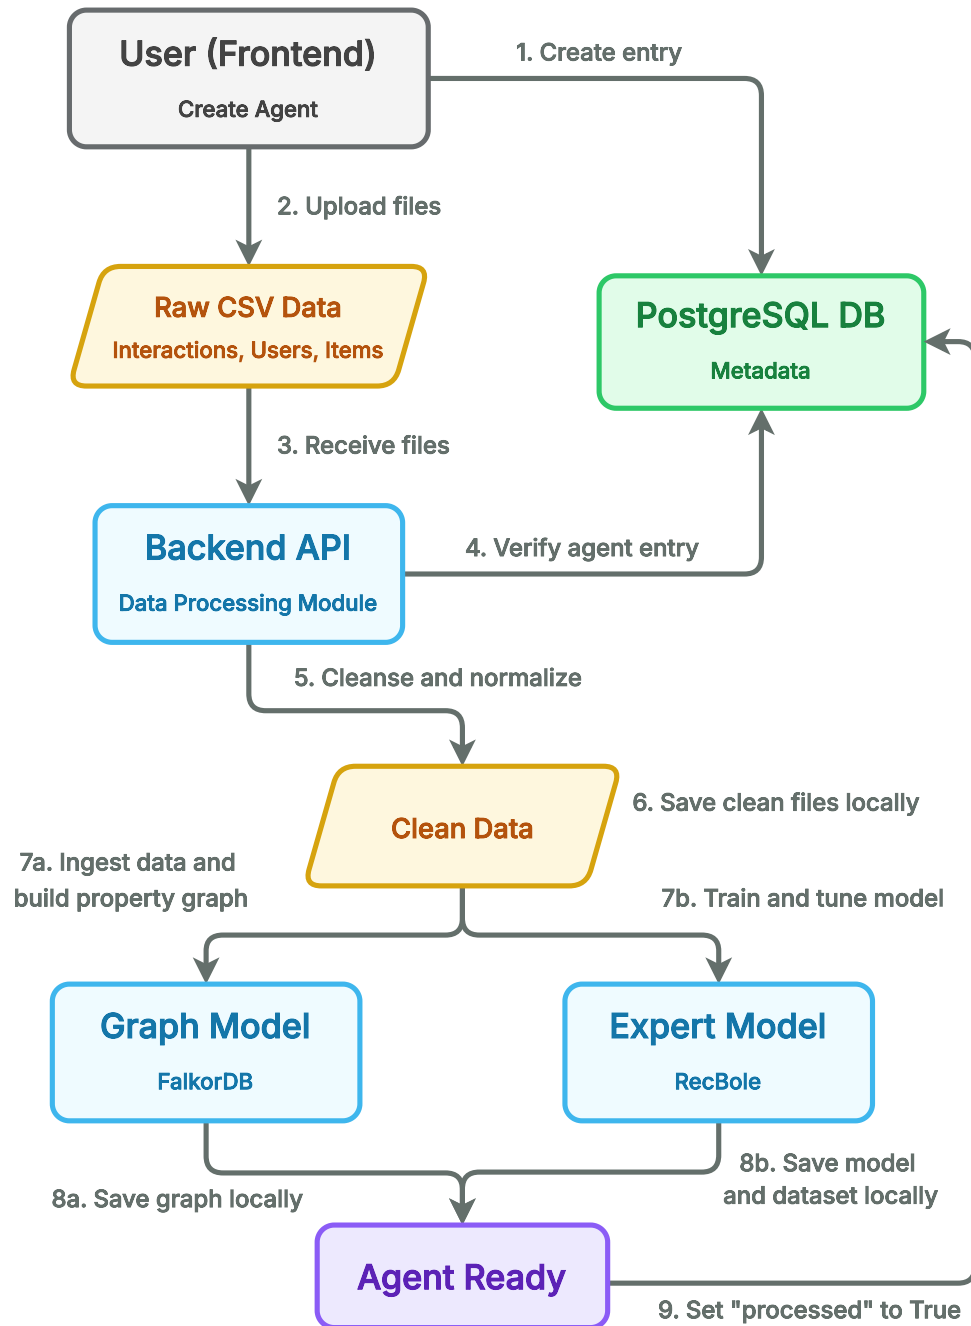 User (Frontend)
Create Agent
1. Create entry
2. Upload files
Raw CSV Data
Interactions, Users, Items
PostgreSQL DB
Metadata
3. Receive files
Backend API
Data Processing Module
4. Verify agent entry
5. Cleanse and normalize
Clean Data
6. Save clean files locally
7a. Ingest data and
build property graph
7b. Train and tune model
Graph Model
FalkorDB
Expert Model
RecBole
8a. Save graph locally
8b. Save model
and dataset locally
Agent Ready
9. Set "processed" to True